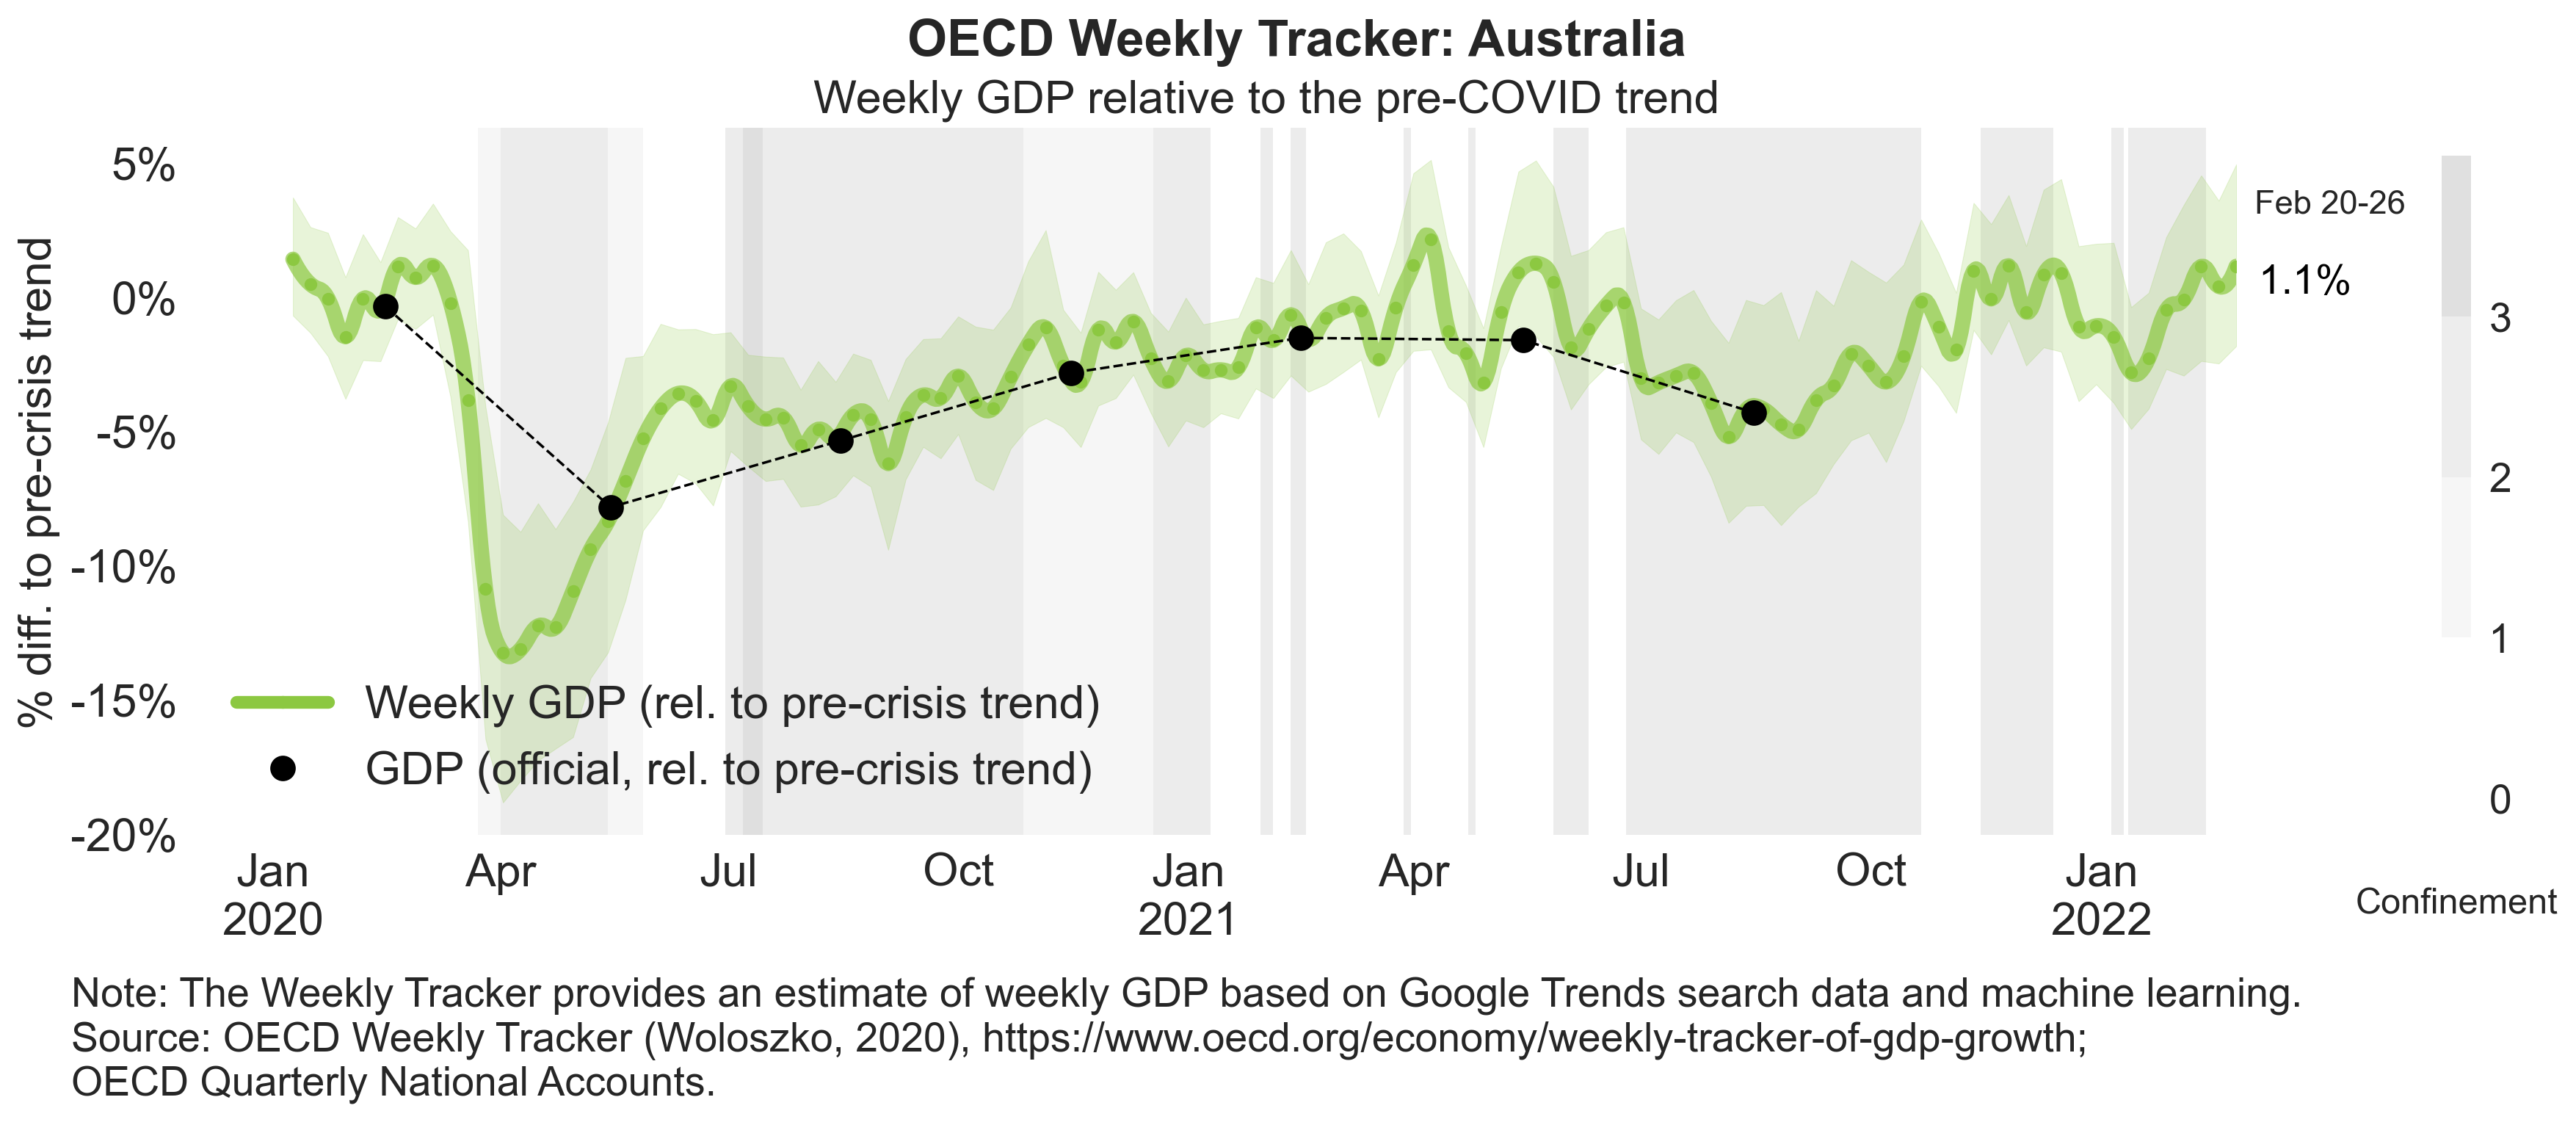 OECD Weekly Tracker: Australia
Weekly GDP relative to the pre-COVID trend
% diff. to pre-crisis trend
5%
0%
-5%
-10%
-15%
-20%
Weekly GDP (rel. to pre-crisis trend)
GDP (official, rel. to pre-crisis trend)
Feb 20-26
1.1%
3
2
1
0
Confinement
Jan Apr Jul Oct Jan Apr Jul Oct Jan
2020 2021 2022
Note: The Weekly Tracker provides an estimate of weekly GDP based on Google Trends search data and machine learning.
Source: OECD Weekly Tracker (Woloszko, 2020), https://www.oecd.org/economy/weekly-tracker-of-gdp-growth;
OECD Quarterly National Accounts.